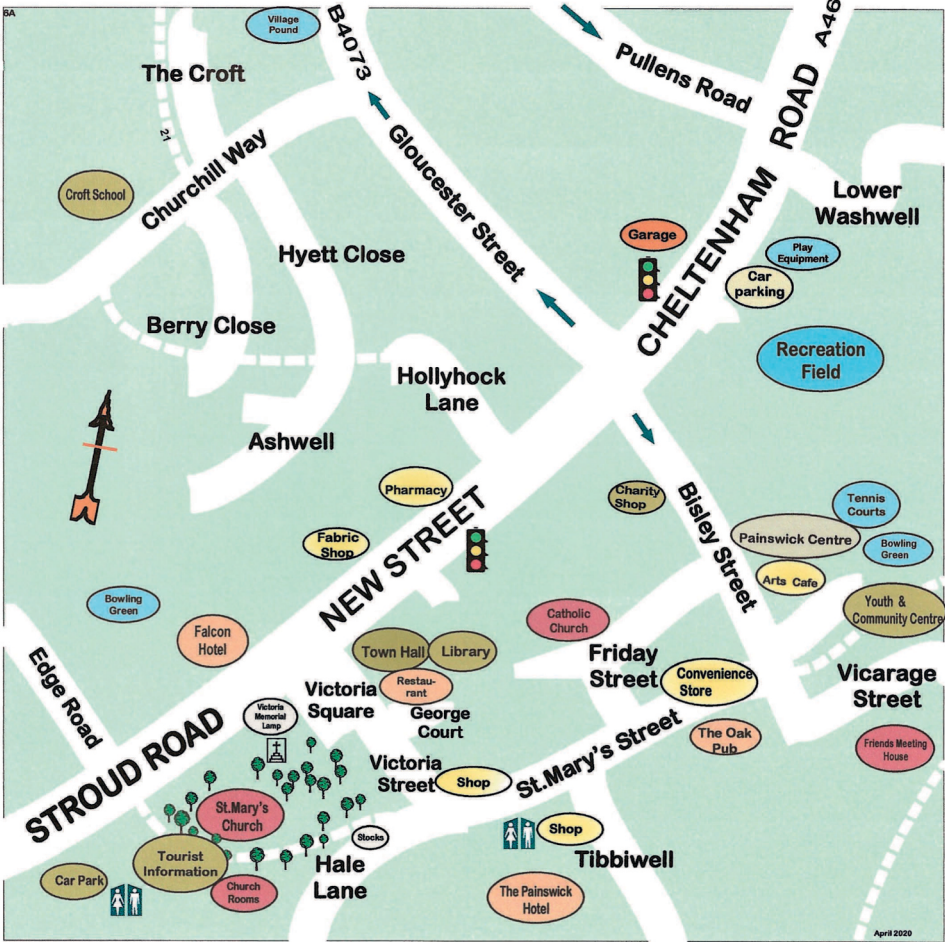 6A
Village
Pound
B4073
Pullens Road
CHELTENHAM ROAD A46
The Croft
21
Churchill Way
Gloucester Street
Croft School
Lower
Washwell
Garage
Play
Equipment
Car
parking
Hyett Close
Berry Close
Recreation
Field
Hollyhock
Lane
Ashwell
Pharmacy
Charity
Shop
Bisley Street
Tennis
Courts
Painswick Centre
Bowling
Green
Fabric
Shop
NEW STREET
Arts Cafe
Youth &
Community Centre
Bowling
Green
Falcon
Hotel
Catholic
Church
Town Hall
Library
Restau-
rant
Friday
Street
Convenience
Store
Vicarage
Street
Edge Road
Victoria
Square
George
Court
Victoria
Memorial
Lamp
STROUD ROAD
St.Mary's Street
The Oak
Pub
Friends Meeting
House
Victoria
Street
Shop
St.Mary's
Church
Stocks
Shop
Tibbiwell
Tourist
Information
Hale
Lane
Car Park
Church
Rooms
The Painswick
Hotel
April 2020